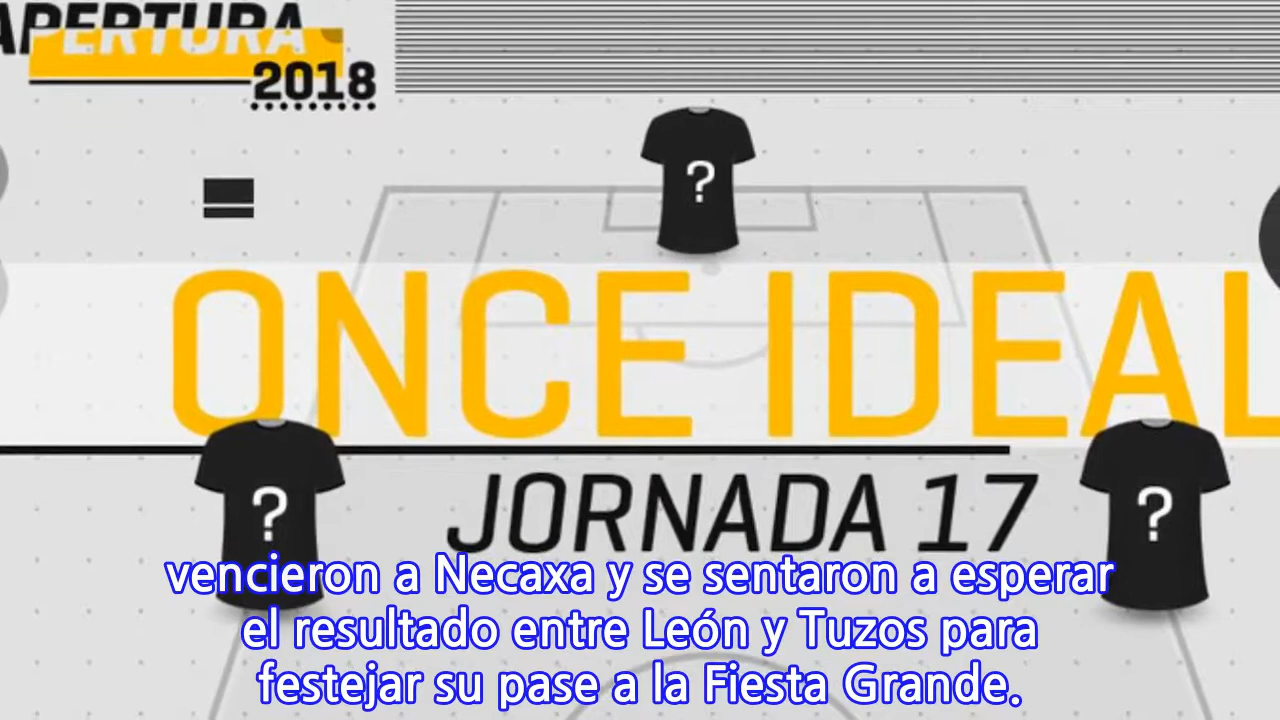 APERTURA
2018
?
ONCE IDEAL
? ?
JORNADA 17
vencieron a Necaxa y se sentaron a esperar
el resultado entre León y Tuzos para
festejar su pase a la Fiesta Grande.